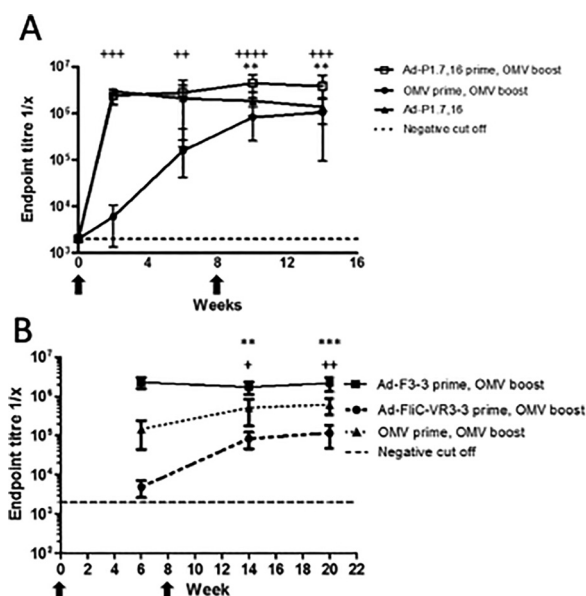 A
+++ ++ ++++ +++
** **
Endpoint titre 1/x
10⁷
10⁶
10⁵
10⁴
10³
0 4 8 12 16
Weeks
Ad-P1.7,16 prime, OMV boost
OMV prime, OMV boost
Ad-P1.7,16
Negative cut off
B
** ***
+ ++
Endpoint titre 1/x
10⁷
10⁶
10⁵
10⁴
10³
10²
0 2 4 6 8 10 12 14 16 18 20 22
Week
Ad-F3-3 prime, OMV boost
Ad-FliC-VR3-3 prime, OMV boost
OMV prime, OMV boost
Negative cut off